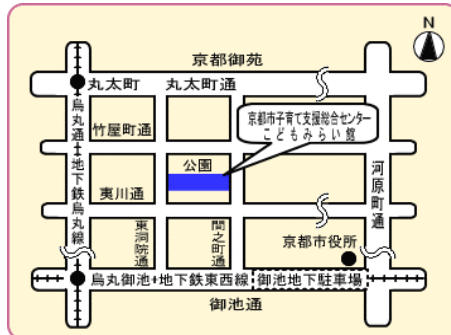 N
京都御苑
丸太町
丸太町通
京都市子育て支援総合センター
こどもみらい館
竹屋町通
公園
夷川通
烏丸通・地下鉄烏丸線
河原町通
東洞院通
間之町通
京都市役所
烏丸御池・地下鉄東西線
御池地下駐車場
御池通